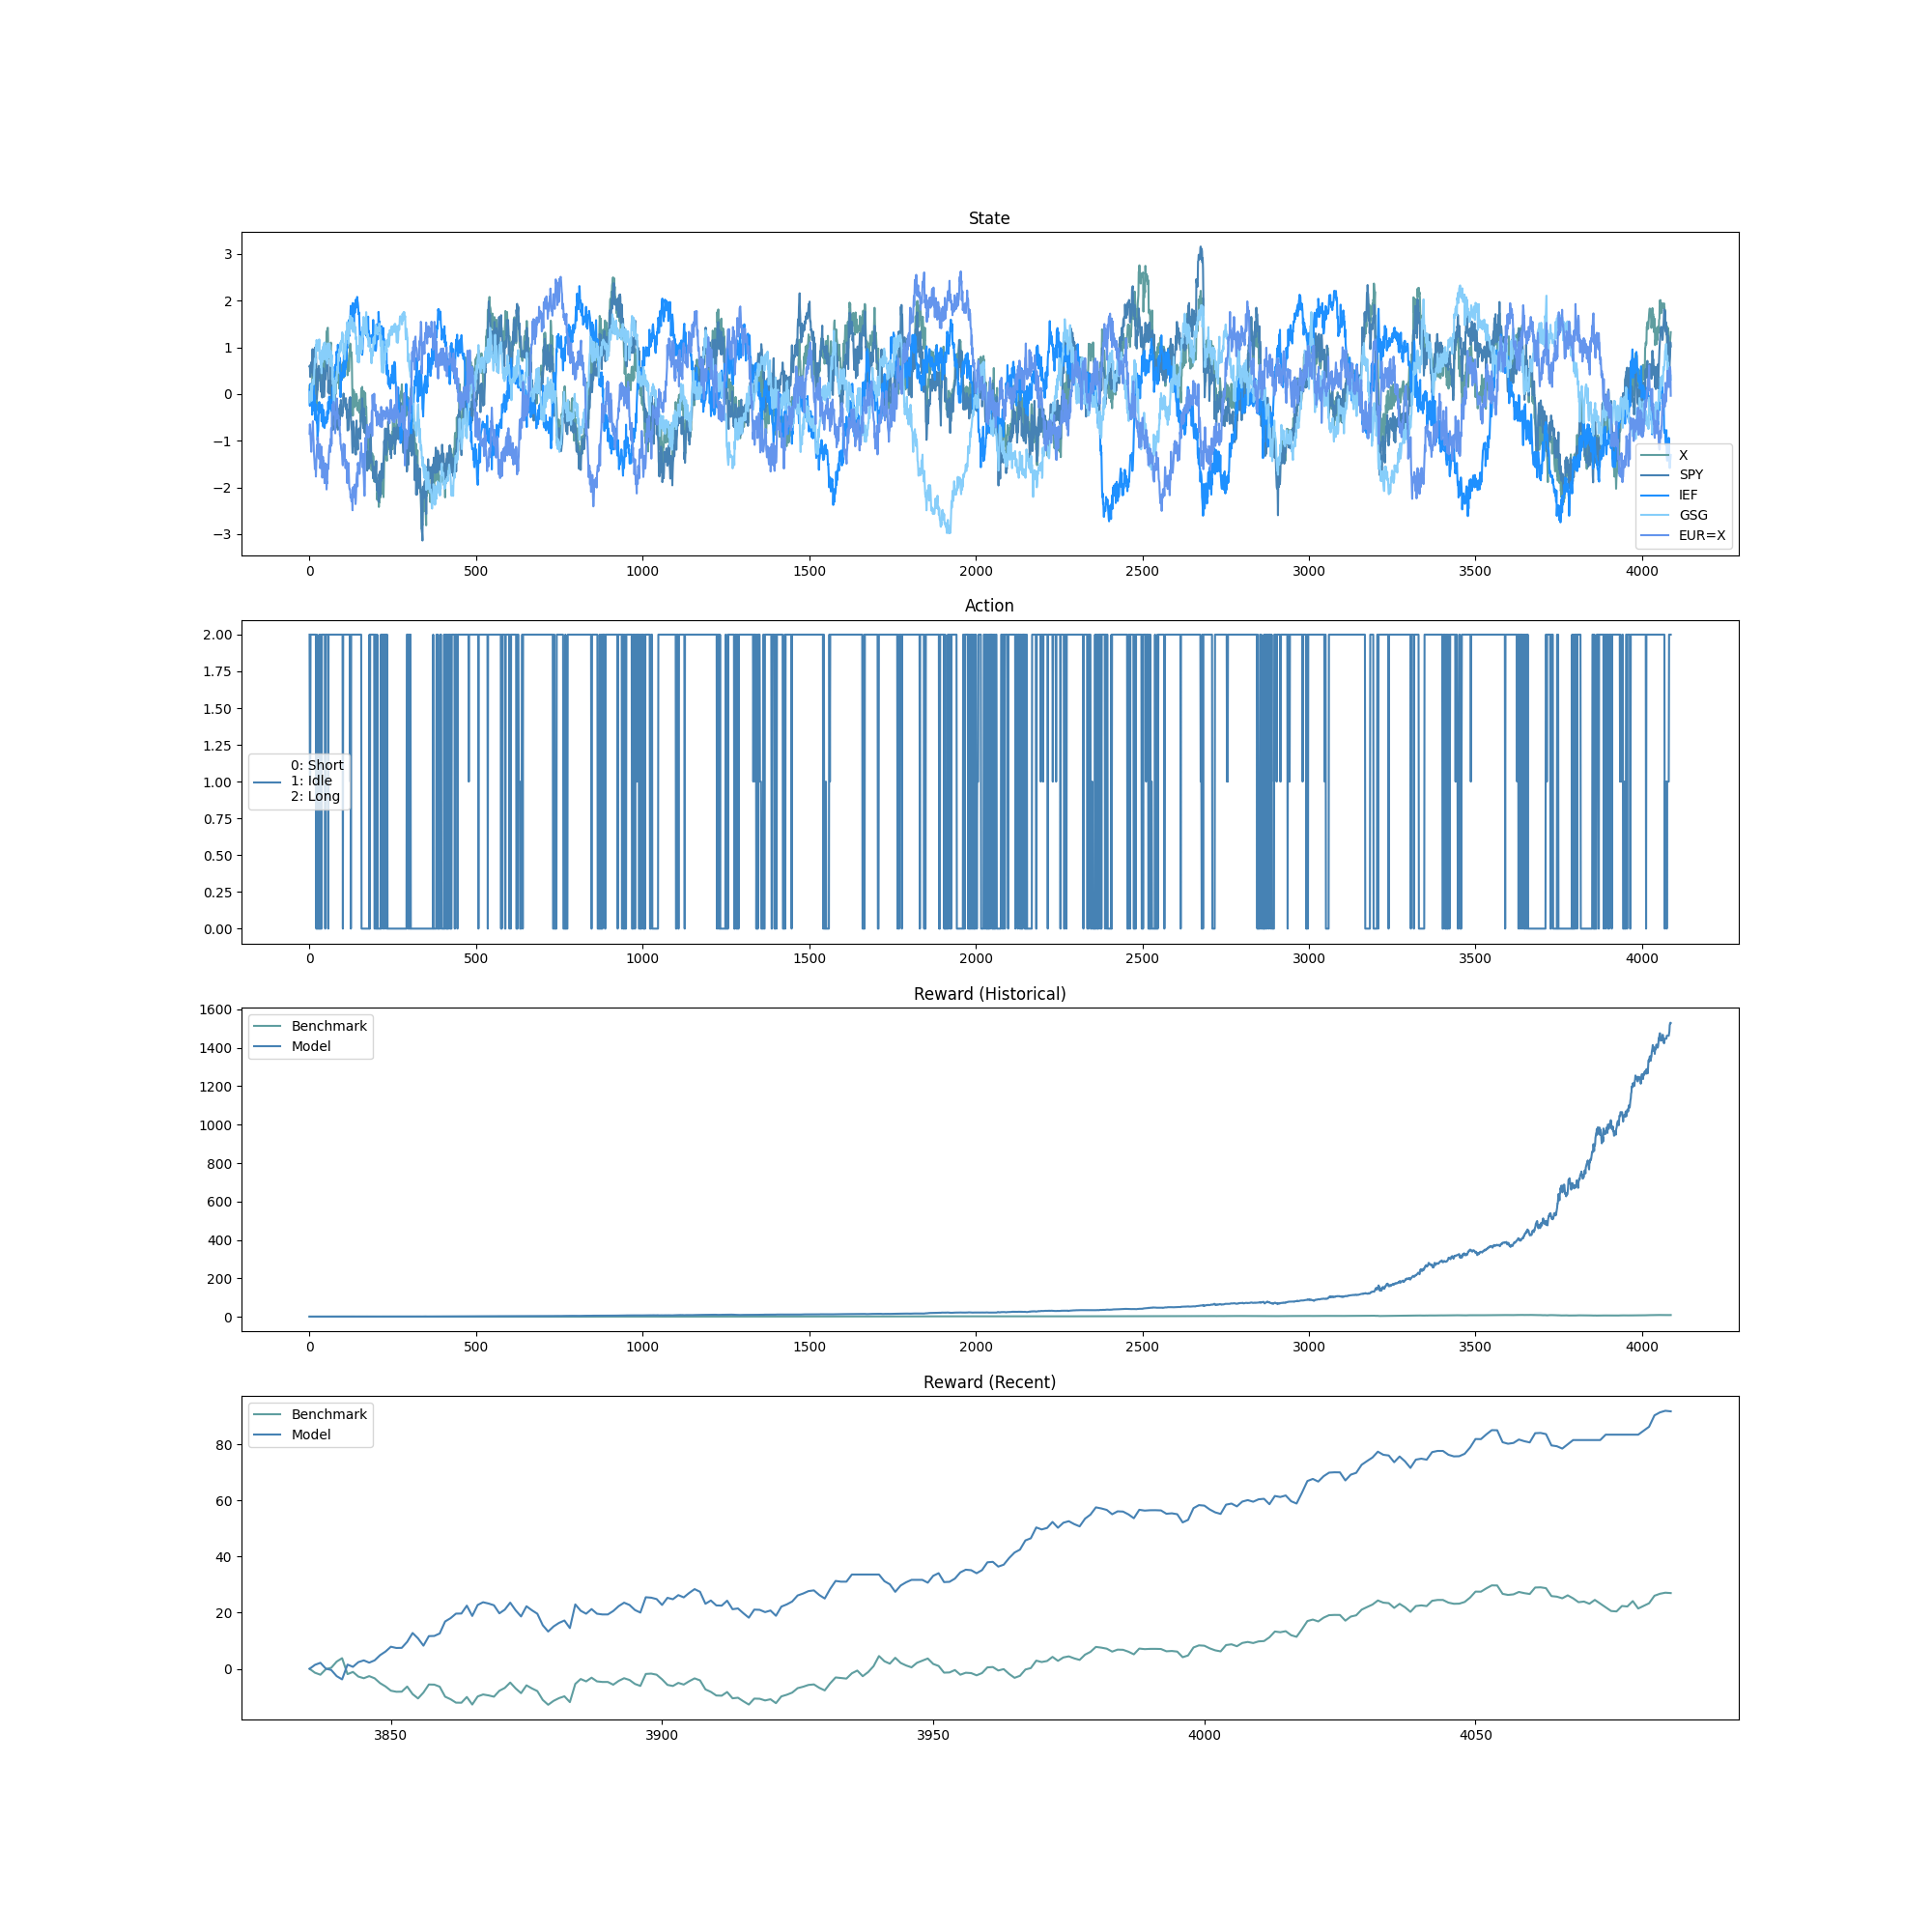 State
3
2
1
0
−1
−2
−3
X
SPY
IEF
GSG
EUR=X
0 500 1000 1500 2000 2500 3000 3500 4000
Action
2.00
1.75
1.50
1.25
1.00
0.75
0.50
0.25
0.00
0: Short
1: Idle
2: Long
0 500 1000 1500 2000 2500 3000 3500 4000
Reward (Historical)
1600
1400
1200
1000
800
600
400
200
0
Benchmark
Model
0 500 1000 1500 2000 2500 3000 3500 4000
Reward (Recent)
80
60
40
20
0
Benchmark
Model
3850 3900 3950 4000 4050